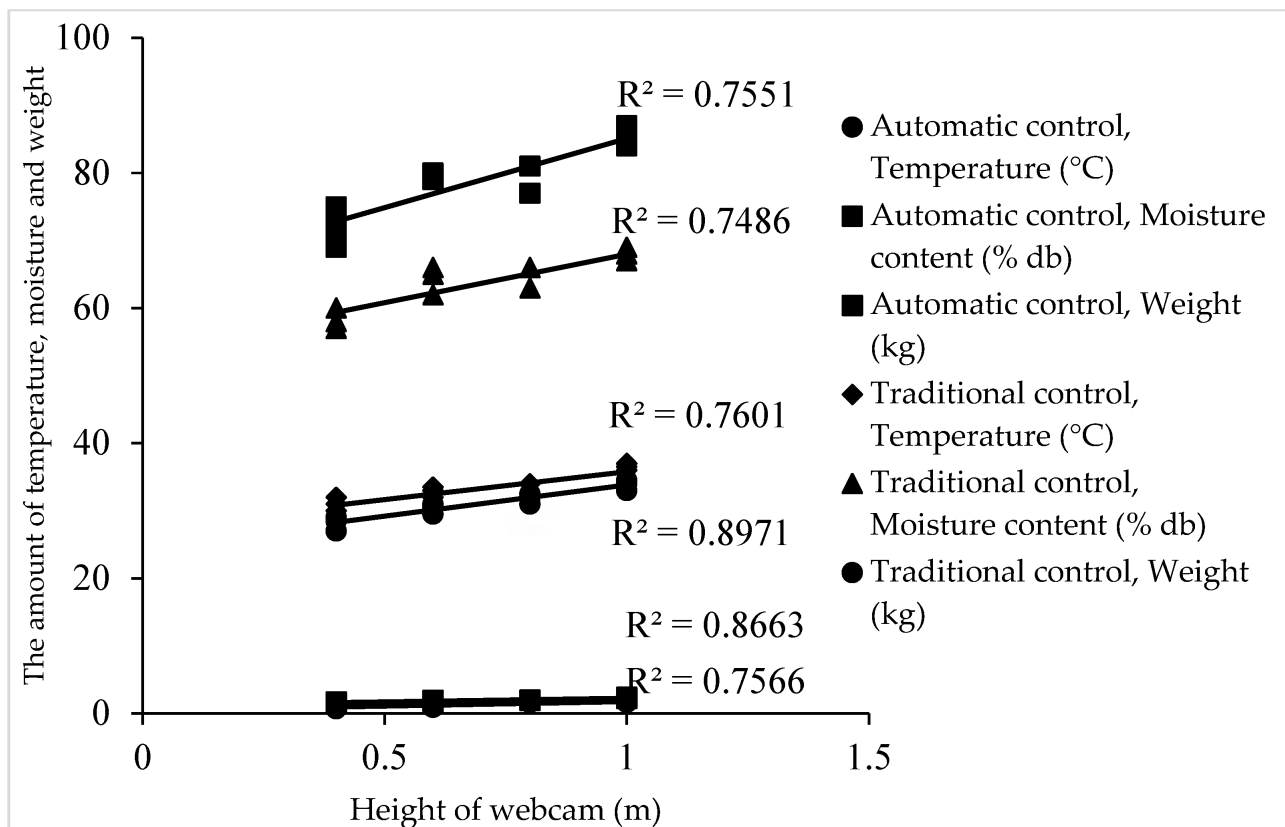 The amount of temperature, moisture and weight
100
80
60
40
20
0
0
0.5
1
1.5
Height of webcam (m)
R² = 0.7551
R² = 0.7486
R² = 0.7601
R² = 0.8971
R² = 0.8663
R² = 0.7566
Automatic control,
Temperature (°C)
Automatic control, Moisture
content (% db)
Automatic control, Weight
(kg)
Traditional control,
Temperature (°C)
Traditional control,
Moisture content (% db)
Traditional control, Weight
(kg)